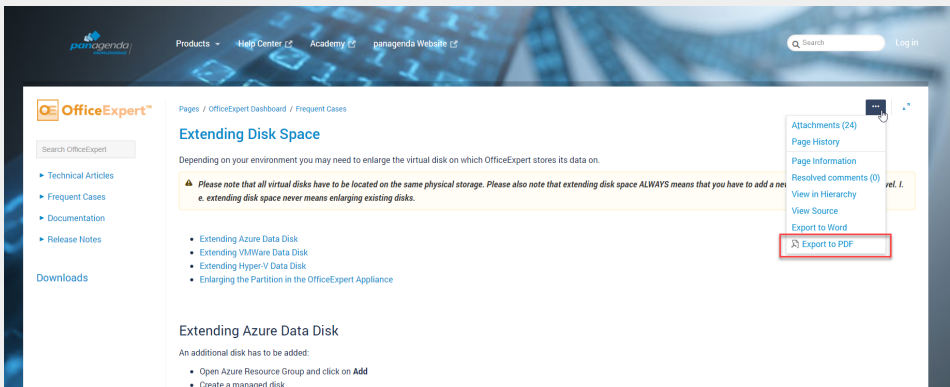 panagenda
Products
Help Center
Academy
panagenda Website
Search
Log in
OE OfficeExpert™
Search OfficeExpert
Technical Articles
Frequent Cases
Documentation
Release Notes
Downloads
Pages / OfficeExpert Dashboard / Frequent Cases
Extending Disk Space
Depending on your environment you may need to enlarge the virtual disk on which OfficeExpert stores its data on.
Please note that all virtual disks have to be located on the same physical storage. Please also note that extending disk space ALWAYS means that you have to add a ne
vel. I.
e. extending disk space never means enlarging existing disks.
Extending Azure Data Disk
Extending VMWare Data Disk
Extending Hyper-V Data Disk
Enlarging the Partition in the OfficeExpert Appliance
Extending Azure Data Disk
An additional disk has to be added:
Open Azure Resource Group and click on Add
Create a managed disk
Attachments (24)
Page History
Page Information
Resolved comments (0)
View in Hierarchy
View Source
Export to Word
Export to PDF